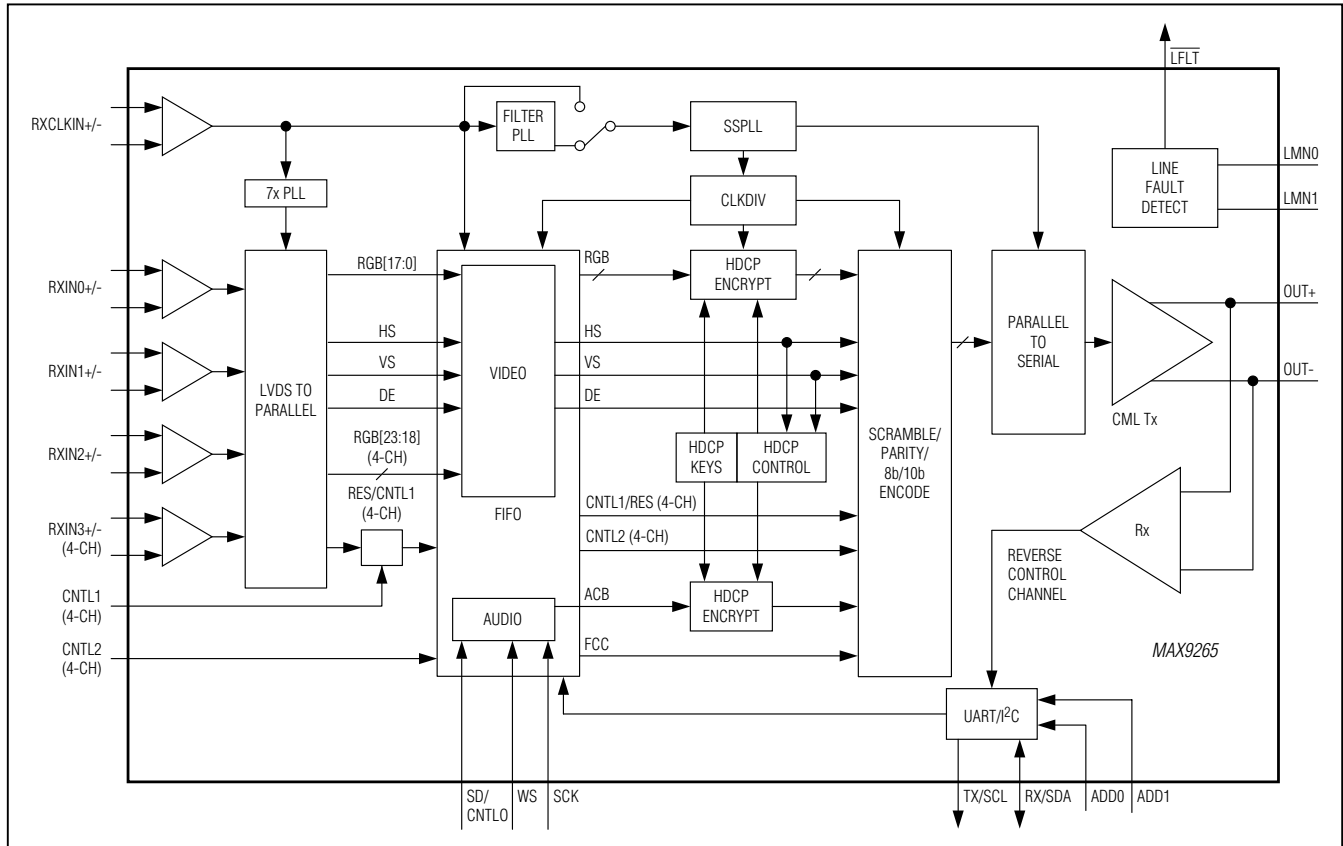 LFLT
RXCLKIN+/-
FILTER
PLL
SSPLL
LINE
FAULT
DETECT
LMN0
LMN1
7x PLL
CLKDIV
RXIN0+/-
RXIN1+/-
RXIN2+/-
RXIN3+/-
(4-CH)
CNTL1
(4-CH)
CNTL2
(4-CH)
LVDS TO
PARALLEL
RGB[17:0]
HS
VS
DE
RGB[23:18]
(4-CH)
RES/CNTL1
(4-CH)
VIDEO
FIFO
AUDIO
RGB
HS
VS
DE
CNTL1/RES (4-CH)
CNTL2 (4-CH)
ACB
FCC
HDCP
ENCRYPT
HDCP
KEYS
HDCP
CONTROL
HDCP
ENCRYPT
SCRAMBLE/
PARITY/
8b/10b
ENCODE
PARALLEL
TO
SERIAL
CML Tx
OUT+
OUT-
Rx
REVERSE
CONTROL
CHANNEL
MAX9265
UART/I²C
SD/
CNTL0
WS
SCK
TX/SCL
RX/SDA
ADD0
ADD1